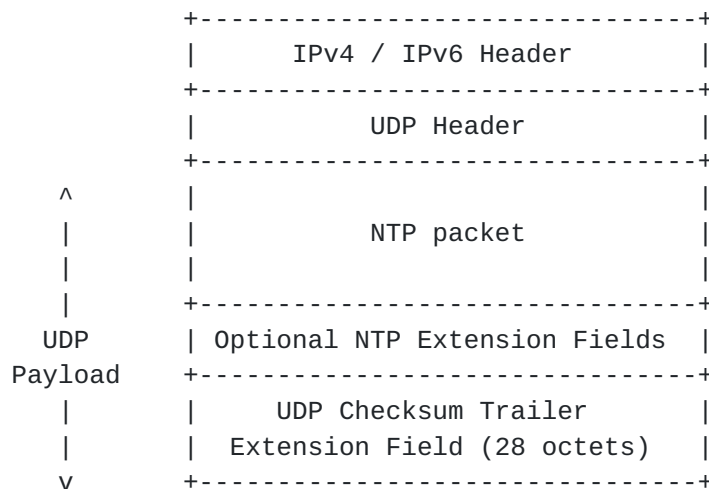 IPv4 / IPv6 Header
UDP Header
NTP packet
UDP
Payload
Optional NTP Extension Fields
UDP Checksum Trailer
Extension Field (28 octets)